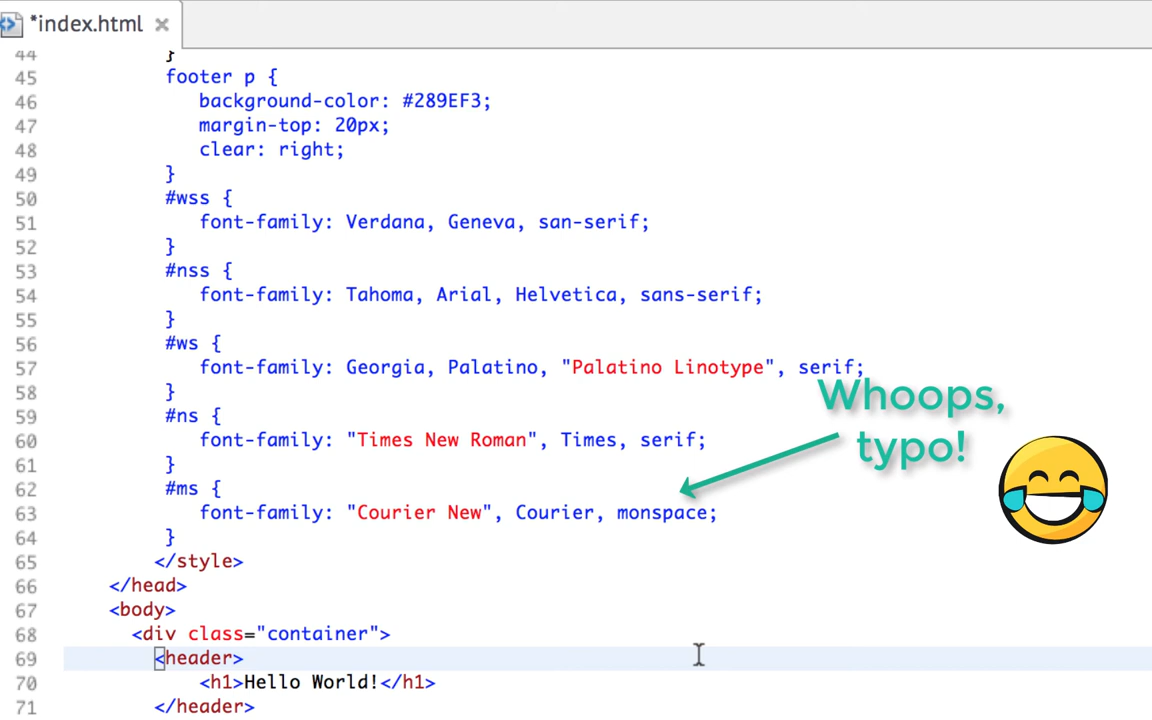 *index.html
44 }
45 footer p {
46 background-color: #289EF3;
47 margin-top: 20px;
48 clear: right;
49 }
50 #wss {
51 font-family: Verdana, Geneva, san-serif;
52 }
53 #nss {
54 font-family: Tahoma, Arial, Helvetica, sans-serif;
55 }
56 #ws {
57 font-family: Georgia, Palatino, "Palatino Linotype", serif;
58 }
59 #ns {
60 font-family: "Times New Roman", Times, serif;
61 }
62 #ms {
63 font-family: "Courier New", Courier, monspace;
64 }
65 </style>
66 </head>
67 <body>
68 <div class="container">
69 <header>
70 <h1>Hello World!</h1>
71 </header>
Whoops,
typo!